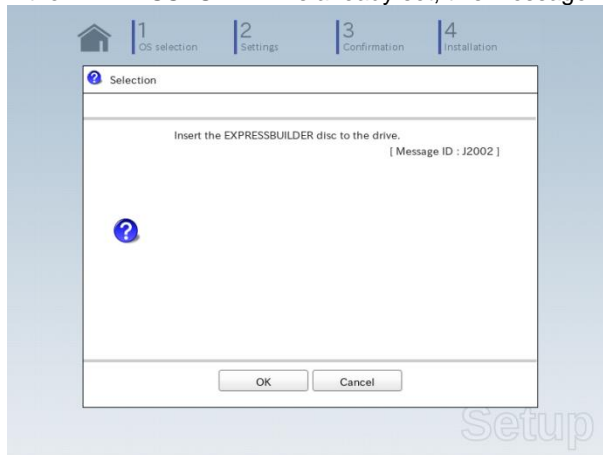 1
OS selection
2
Settings
3
Confirmation
4
Installation
Selection
Insert the EXPRESSBUILDER disc to the drive.
[ Message ID : J2002 ]
OK
Cancel
Setup